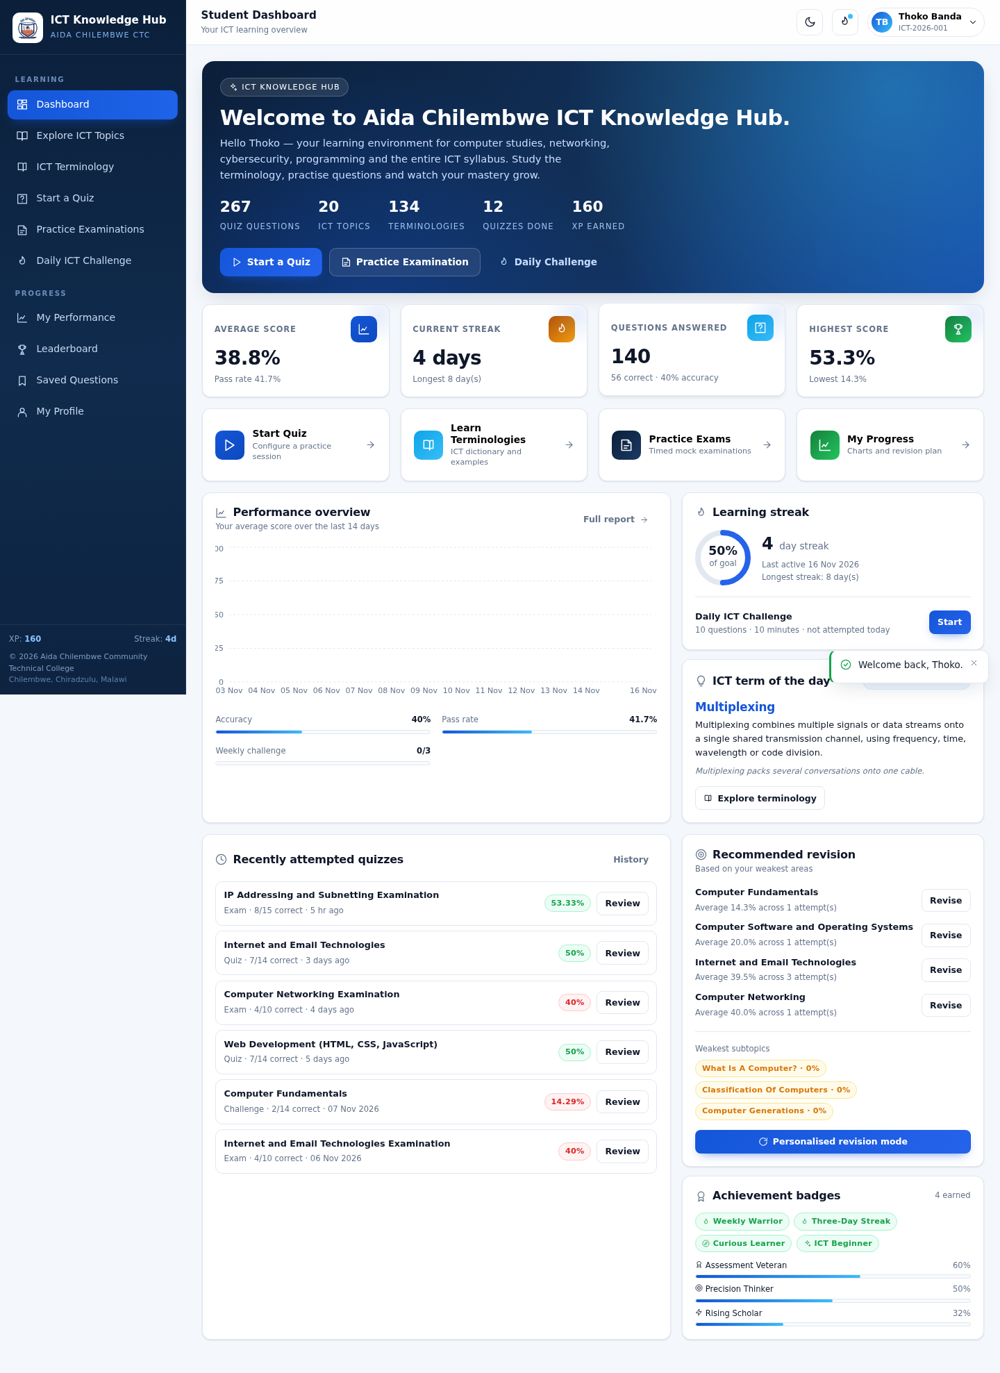 ICT Knowledge Hub
AIDA CHILEMBWE CTC
LEARNING
Dashboard
Explore ICT Topics
ICT Terminology
Start a Quiz
Practice Examinations
Daily ICT Challenge
PROGRESS
My Performance
Leaderboard
Saved Questions
My Profile
XP: 160
Streak: 4d
© 2026 Aida Chilembwe Community
Technical College
Chilembwe, Chiradzulu, Malawi
Student Dashboard
Your ICT learning overview
TB
Thoko Banda
ICT-2026-001
ICT KNOWLEDGE HUB
Welcome to Aida Chilembwe ICT Knowledge Hub.
Hello Thoko — your learning environment for computer studies, networking,
cybersecurity, programming and the entire ICT syllabus. Study the
terminology, practise questions and watch your mastery grow.
267
QUIZ QUESTIONS
20
ICT TOPICS
134
TERMINOLOGIES
12
QUIZZES DONE
160
XP EARNED
Start a Quiz
Practice Examination
Daily Challenge
AVERAGE SCORE
38.8%
Pass rate 41.7%
CURRENT STREAK
4 days
Longest 8 day(s)
QUESTIONS ANSWERED
140
56 correct · 40% accuracy
HIGHEST SCORE
53.3%
Lowest 14.3%
Start Quiz
Configure a practice
session
Learn
Terminologies
ICT dictionary and
examples
Practice Exams
Timed mock examinations
My Progress
Charts and revision plan
Performance overview
Your average score over the last 14 days
Full report
00
75
50
25
0
03 Nov 04 Nov 05 Nov 06 Nov 07 Nov 08 Nov 09 Nov 10 Nov 11 Nov 12 Nov 13 Nov 14 Nov 16 Nov
Accuracy 40%
Pass rate 41.7%
Weekly challenge 0/3
Learning streak
50%
of goal
4 day streak
Last active 16 Nov 2026
Longest streak: 8 day(s)
Daily ICT Challenge
10 questions · 10 minutes · not attempted today
Start
Welcome back, Thoko.
ICT term of the day
Multiplexing
Multiplexing combines multiple signals or data streams onto
a single shared transmission channel, using frequency, time,
wavelength or code division.
Multiplexing packs several conversations onto one cable.
Explore terminology
Recently attempted quizzes
History
IP Addressing and Subnetting Examination
Exam · 8/15 correct · 5 hr ago
53.33%
Review
Internet and Email Technologies
Quiz · 7/14 correct · 3 days ago
50%
Review
Computer Networking Examination
Exam · 4/10 correct · 4 days ago
40%
Review
Web Development (HTML, CSS, JavaScript)
Quiz · 7/14 correct · 5 days ago
50%
Review
Computer Fundamentals
Challenge · 2/14 correct · 07 Nov 2026
14.29%
Review
Internet and Email Technologies Examination
Exam · 4/10 correct · 06 Nov 2026
40%
Review
Recommended revision
Based on your weakest areas
Computer Fundamentals
Average 14.3% across 1 attempt(s)
Revise
Computer Software and Operating Systems
Average 20.0% across 1 attempt(s)
Revise
Internet and Email Technologies
Average 39.5% across 3 attempt(s)
Revise
Computer Networking
Average 40.0% across 1 attempt(s)
Revise
Weakest subtopics
What Is A Computer? · 0%
Classification Of Computers · 0%
Computer Generations · 0%
Personalised revision mode
Achievement badges
4 earned
Weekly Warrior
Three-Day Streak
Curious Learner
ICT Beginner
Assessment Veteran 60%
Precision Thinker 50%
Rising Scholar 32%